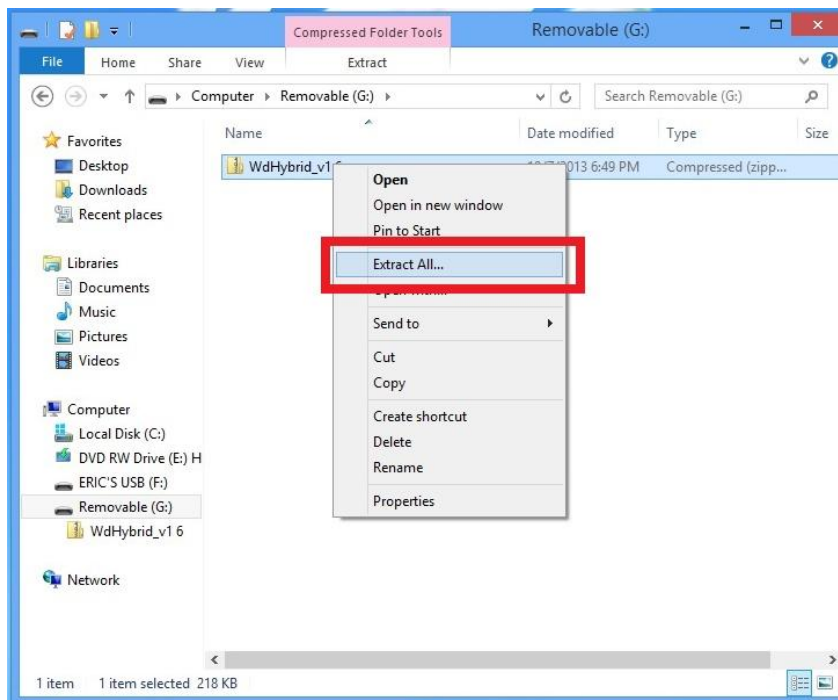 Compressed Folder Tools
Removable (G:)
File Home Share View Extract
Computer Removable (G:)
Search Removable (G:)
Name Date modified Type Size
Favorites
Desktop
Downloads
Recent places
Libraries
Documents
Music
Pictures
Videos
Computer
Local Disk (C:)
DVD RW Drive (E:) H
ERIC'S USB (F:)
Removable (G:)
WdHybrid_v1 6
Network
WdHybrid_v1 2013 6:49 PM Compressed (zipp...
Open
Open in new window
Pin to Start
Extract All...
Send to
Cut
Copy
Create shortcut
Delete
Rename
Properties
1 item 1 item selected 218 KB